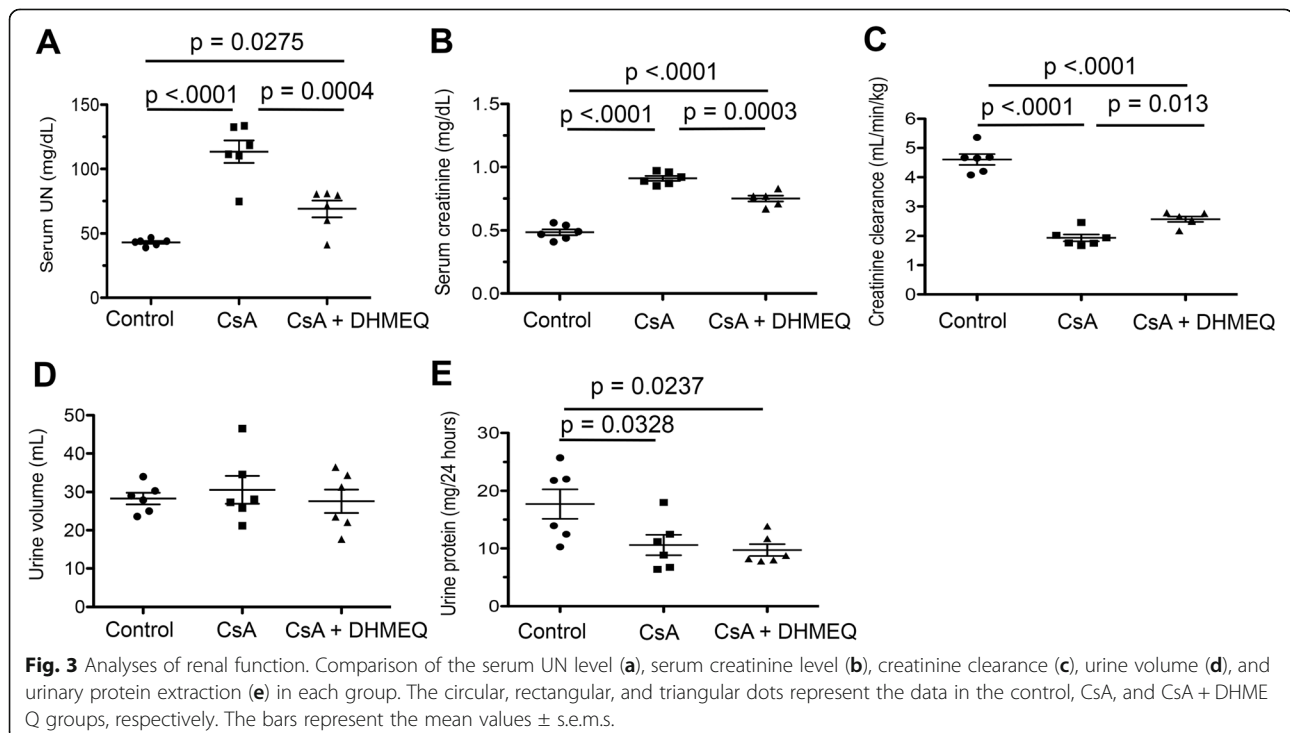 A
p = 0.0275
p <.0001
p = 0.0004
Serum UN (mg/dL)
150
100
50
0
Control
CsA
CsA + DHMEQ
B
p <.0001
p <.0001
p = 0.0003
Serum creatinine (mg/dL)
1.5
1.0
0.5
0.0
Control
CsA
CsA + DHMEQ
C
p <.0001
p <.0001
p = 0.013
Creatinine clearance (mL/min/kg)
6
5
4
3
2
1
0
Control
CsA
CsA + DHMEQ
D
Urine volume (mL)
50
40
30
20
10
0
Control
CsA
CsA + DHMEQ
E
p = 0.0237
p = 0.0328
Urine protein (mg/24 hours)
30
20
10
0
Control
CsA
CsA + DHMEQ
Fig. 3 Analyses of renal function. Comparison of the serum UN level (a), serum creatinine level (b), creatinine clearance (c), urine volume (d), and
urinary protein extraction (e) in each group. The circular, rectangular, and triangular dots represent the data in the control, CsA, and CsA + DHME
Q groups, respectively. The bars represent the mean values ± s.e.m.s.